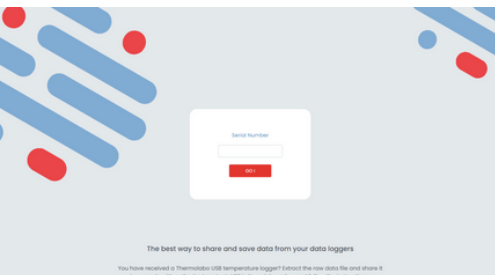 Serial Number
GO !
The best way to share and save data from your data loggers
You have received a Thermolabo USB temperature logger? Extract the raw data file and share it